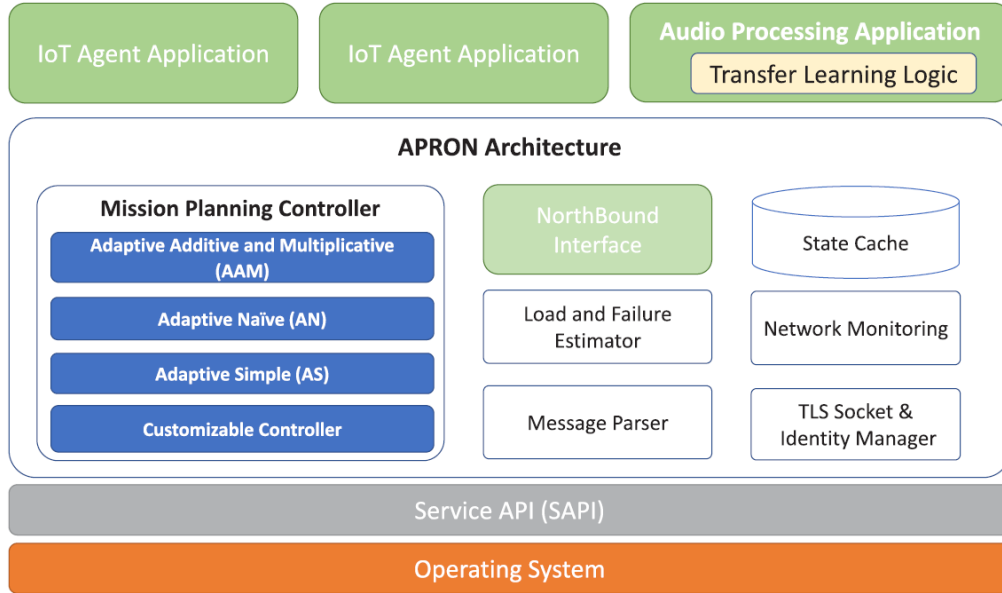 IoT Agent Application
IoT Agent Application
Audio Processing Application
Transfer Learning Logic
APRON Architecture
Mission Planning Controller
Adaptive Additive and Multiplicative
(AAM)
Adaptive Naïve (AN)
Adaptive Simple (AS)
Customizable Controller
NorthBound
Interface
Load and Failure
Estimator
Message Parser
State Cache
Network Monitoring
TLS Socket &
Identity Manager
Service API (SAPI)
Operating System